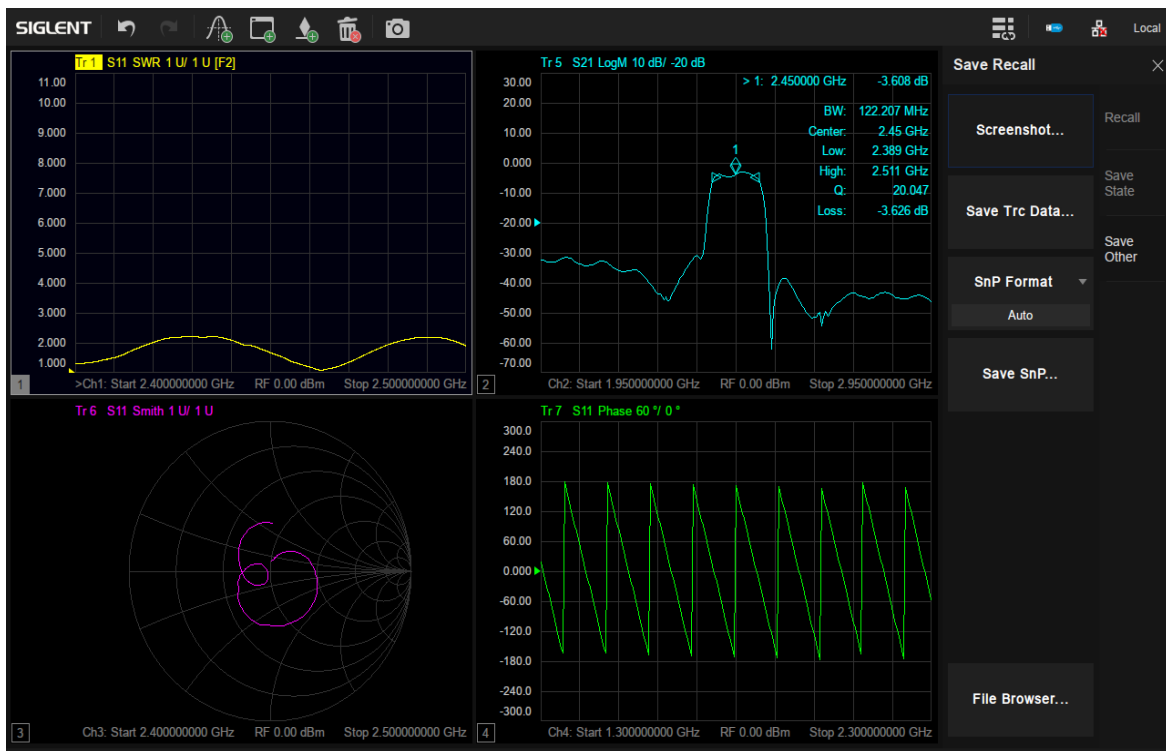 SIGLENT
Local
Tr 1 S11 SWR 1 U/ 1 U [F2]
11.00
10.00
9.000
8.000
7.000
6.000
5.000
4.000
3.000
2.000
1.000
1 >Ch1: Start 2.400000000 GHz RF 0.00 dBm Stop 2.500000000 GHz
Tr 5 S21 LogM 10 dB/ -20 dB
> 1: 2.450000 GHz -3.608 dB
BW: 122.207 MHz
Center: 2.45 GHz
Low: 2.389 GHz
High: 2.511 GHz
Q: 20.047
Loss: -3.626 dB
1
30.00
20.00
10.00
0.000
-10.00
-20.00
-30.00
-40.00
-50.00
-60.00
-70.00
2 Ch2: Start 1.950000000 GHz RF 0.00 dBm Stop 2.950000000 GHz
Tr 6 S11 Smith 1 U/ 1 U
3 Ch3: Start 2.400000000 GHz RF 0.00 dBm Stop 2.500000000 GHz
Tr 7 S11 Phase 60 °/ 0 °
300.0
240.0
180.0
120.0
60.00
0.000
-60.00
-120.0
-180.0
-240.0
-300.0
4 Ch4: Start 1.300000000 GHz RF 0.00 dBm Stop 2.300000000 GHz
Save Recall
Screenshot...
Save Trc Data...
SnP Format
Auto
Save SnP...
File Browser...
Recall
Save
State
Save
Other